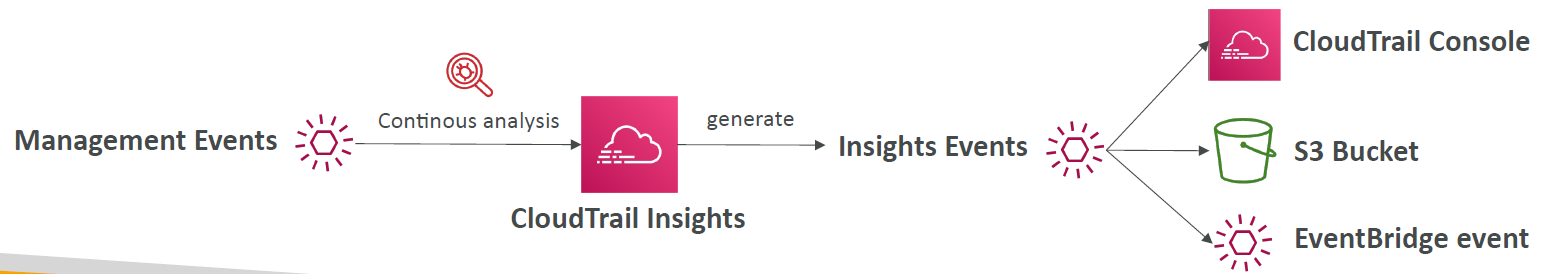 Management Events
Continous analysis
CloudTrail Insights
generate
Insights Events
CloudTrail Console
S3 Bucket
EventBridge event